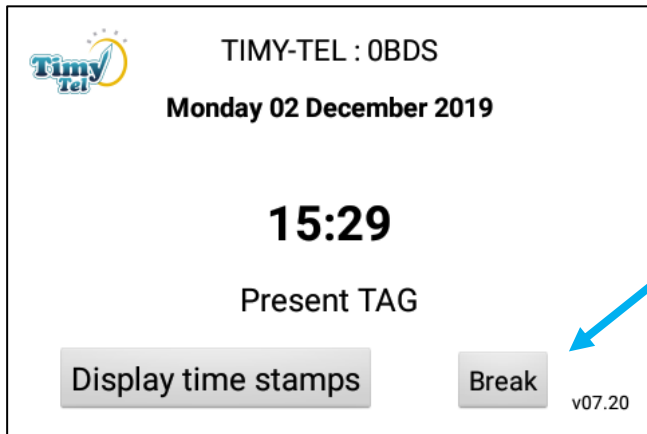 Timy
Tel
TIMY-TEL : 0BDS
Monday 02 December 2019
15:29
Present TAG
Display time stamps
Break
v07.20